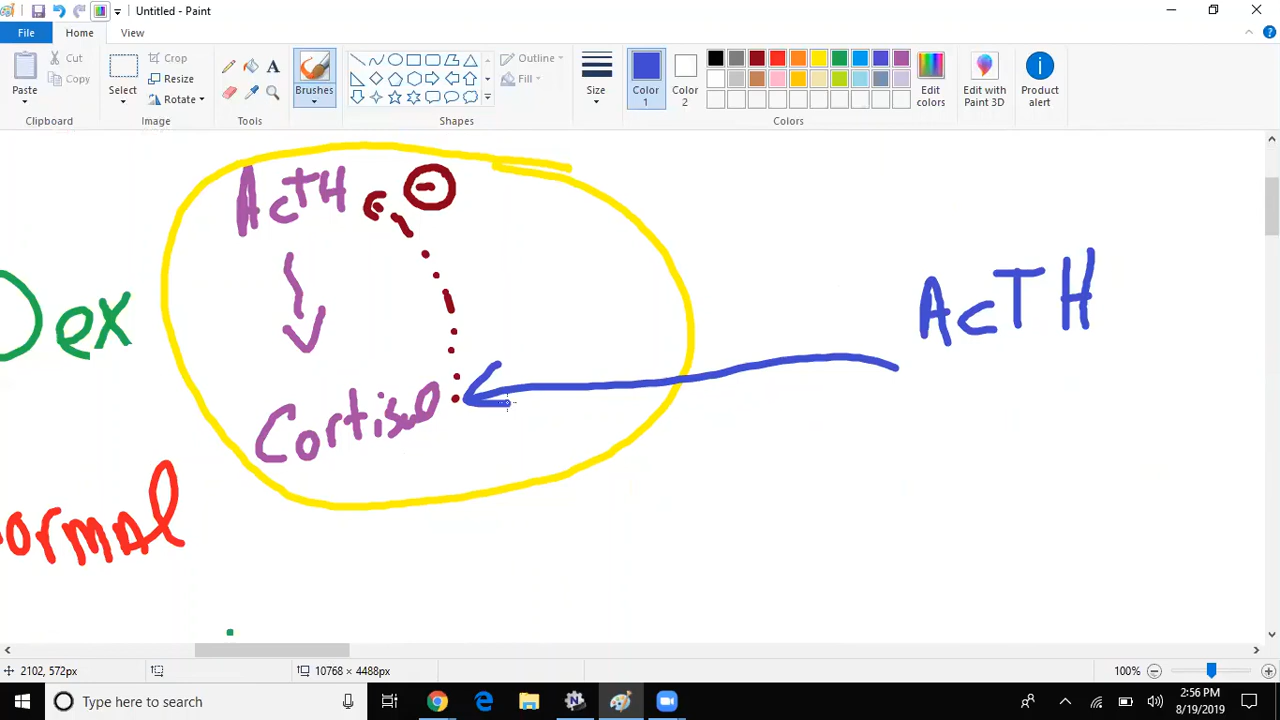 Untitled - Paint
File
Home
View
Paste
Cut
Copy
Clipboard
Select
Crop
Resize
Rotate
Image
Tools
Brushes
Outline
Fill
Shapes
Size
Color 1
Color 2
Edit colors
Colors
Edit with Paint 3D
Product alert
AcTH
Cortisol
Dex
ormal
AcTH
2102, 572px
10768 × 4488px
100%
Type here to search
2:56 PM
8/19/2019